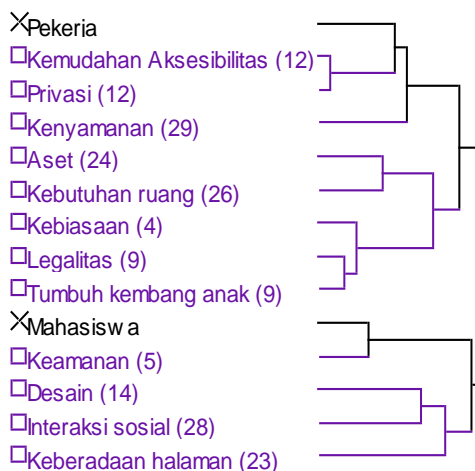 Pekeria
Kemudahan Aksesibilitas (12)
Privasi (12)
Kenyamanan (29)
Aset (24)
Kebutuhan ruang (26)
Kebiasaan (4)
Legalitas (9)
Tumbuh kembang anak (9)
Mahasiswa
Keamanan (5)
Desain (14)
Interaksi sosial (28)
Keberadaan halaman (23)